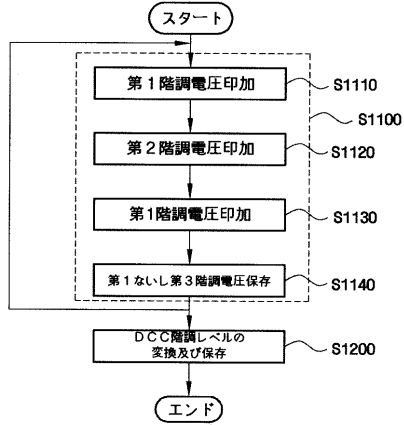 スタート
第1階調電圧印加
S1110
S1100
第2階調電圧印加
S1120
第1階調電圧印加
S1130
第1ないし第3階調電圧保存
S1140
DCC階調レベルの
変換及び保存
S1200
エンド